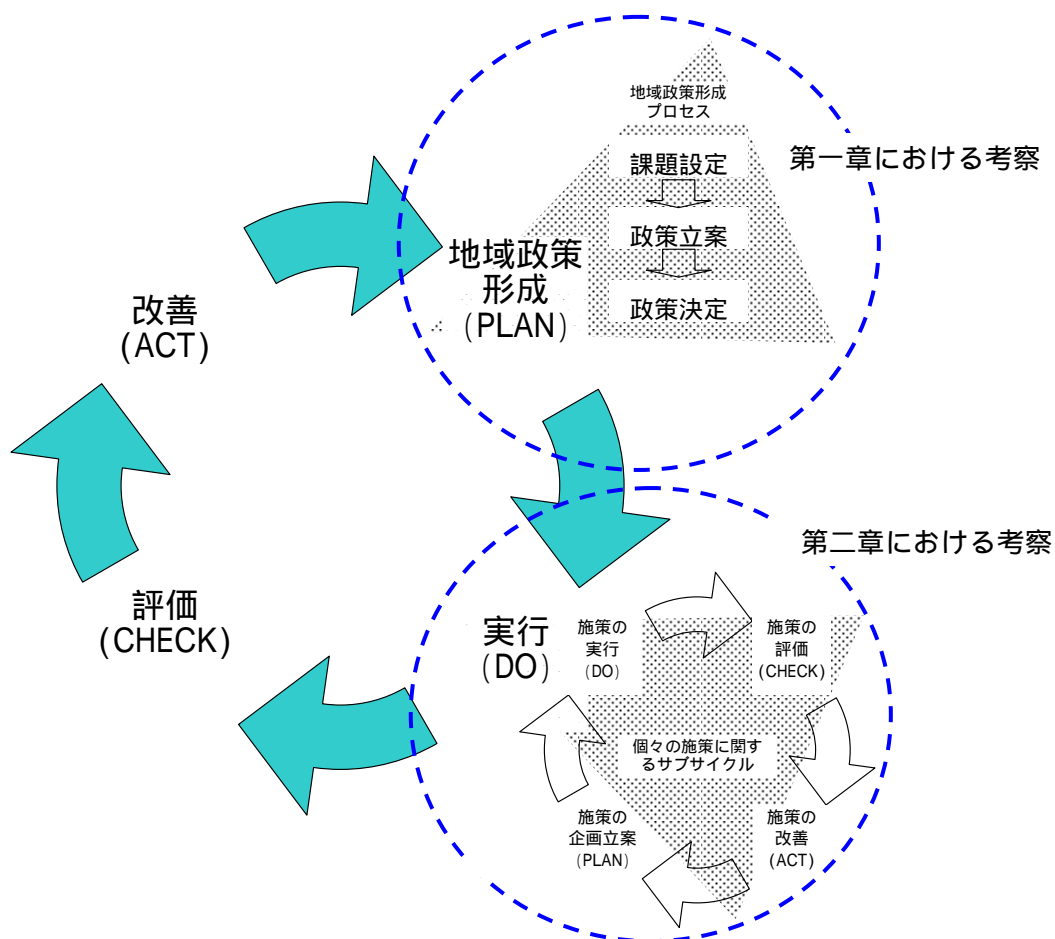 地域政策形成
プロセス
課題設定
政策立案
政策決定
第一章における考察
地域政策
形成
(PLAN)
改善
(ACT)
第二章における考察
評価
(CHECK)
実行
(DO)
施策の
実行
(DO)
施策の
評価
(CHECK)
個々の施策に関す
るサブサイクル
施策の
企画立案
(PLAN)
施策の
改善
(ACT)